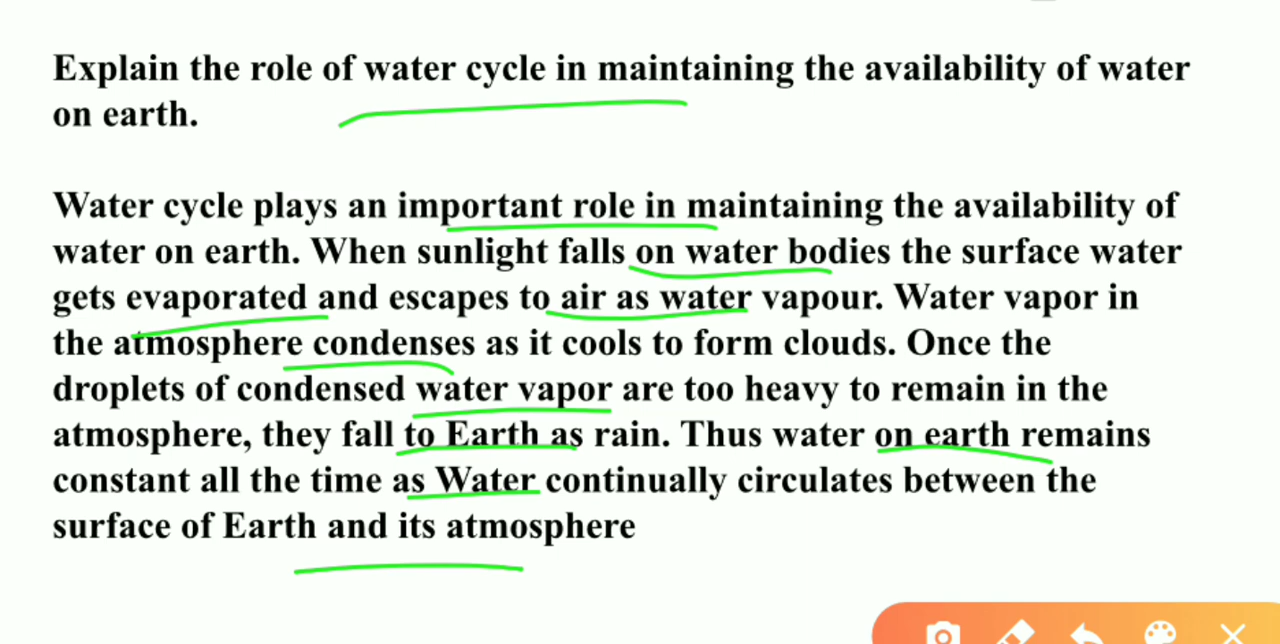 Explain the role of water cycle in maintaining the availability of water
on earth.
Water cycle plays an important role in maintaining the availability of
water on earth. When sunlight falls on water bodies the surface water
gets evaporated and escapes to air as water vapour. Water vapor in
the atmosphere condenses as it cools to form clouds. Once the
droplets of condensed water vapor are too heavy to remain in the
atmosphere, they fall to Earth as rain. Thus water on earth remains
constant all the time as Water continually circulates between the
surface of Earth and its atmosphere